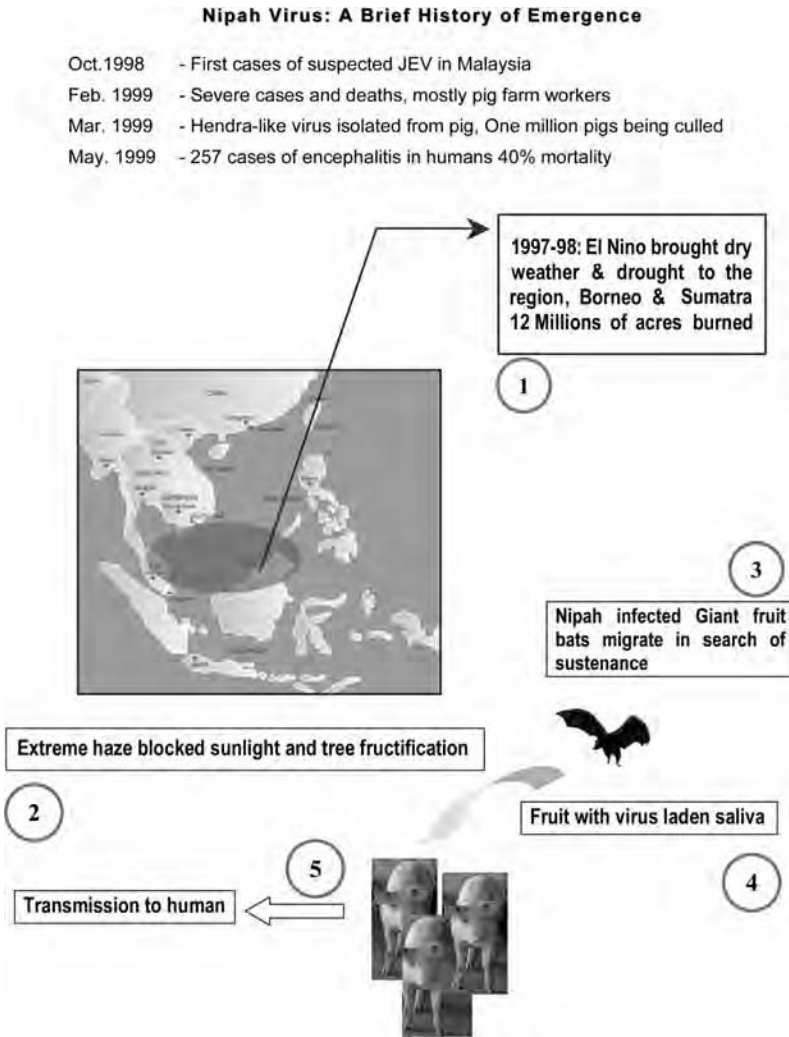 Nipah Virus: A Brief History of Emergence
Oct.1998 - First cases of suspected JEV in Malaysia
Feb. 1999 - Severe cases and deaths, mostly pig farm workers
Mar. 1999 - Hendra-like virus isolated from pig, One million pigs being culled
May. 1999 - 257 cases of encephalitis in humans 40% mortality
1997-98: El Nino brought dry
weather & drought to the
region, Borneo & Sumatra
12 Millions of acres burned
1
3
Nipah infected Giant fruit
bats migrate in search of
sustenance
Extreme haze blocked sunlight and tree fructification
2
Fruit with virus laden saliva
4
5
Transmission to human